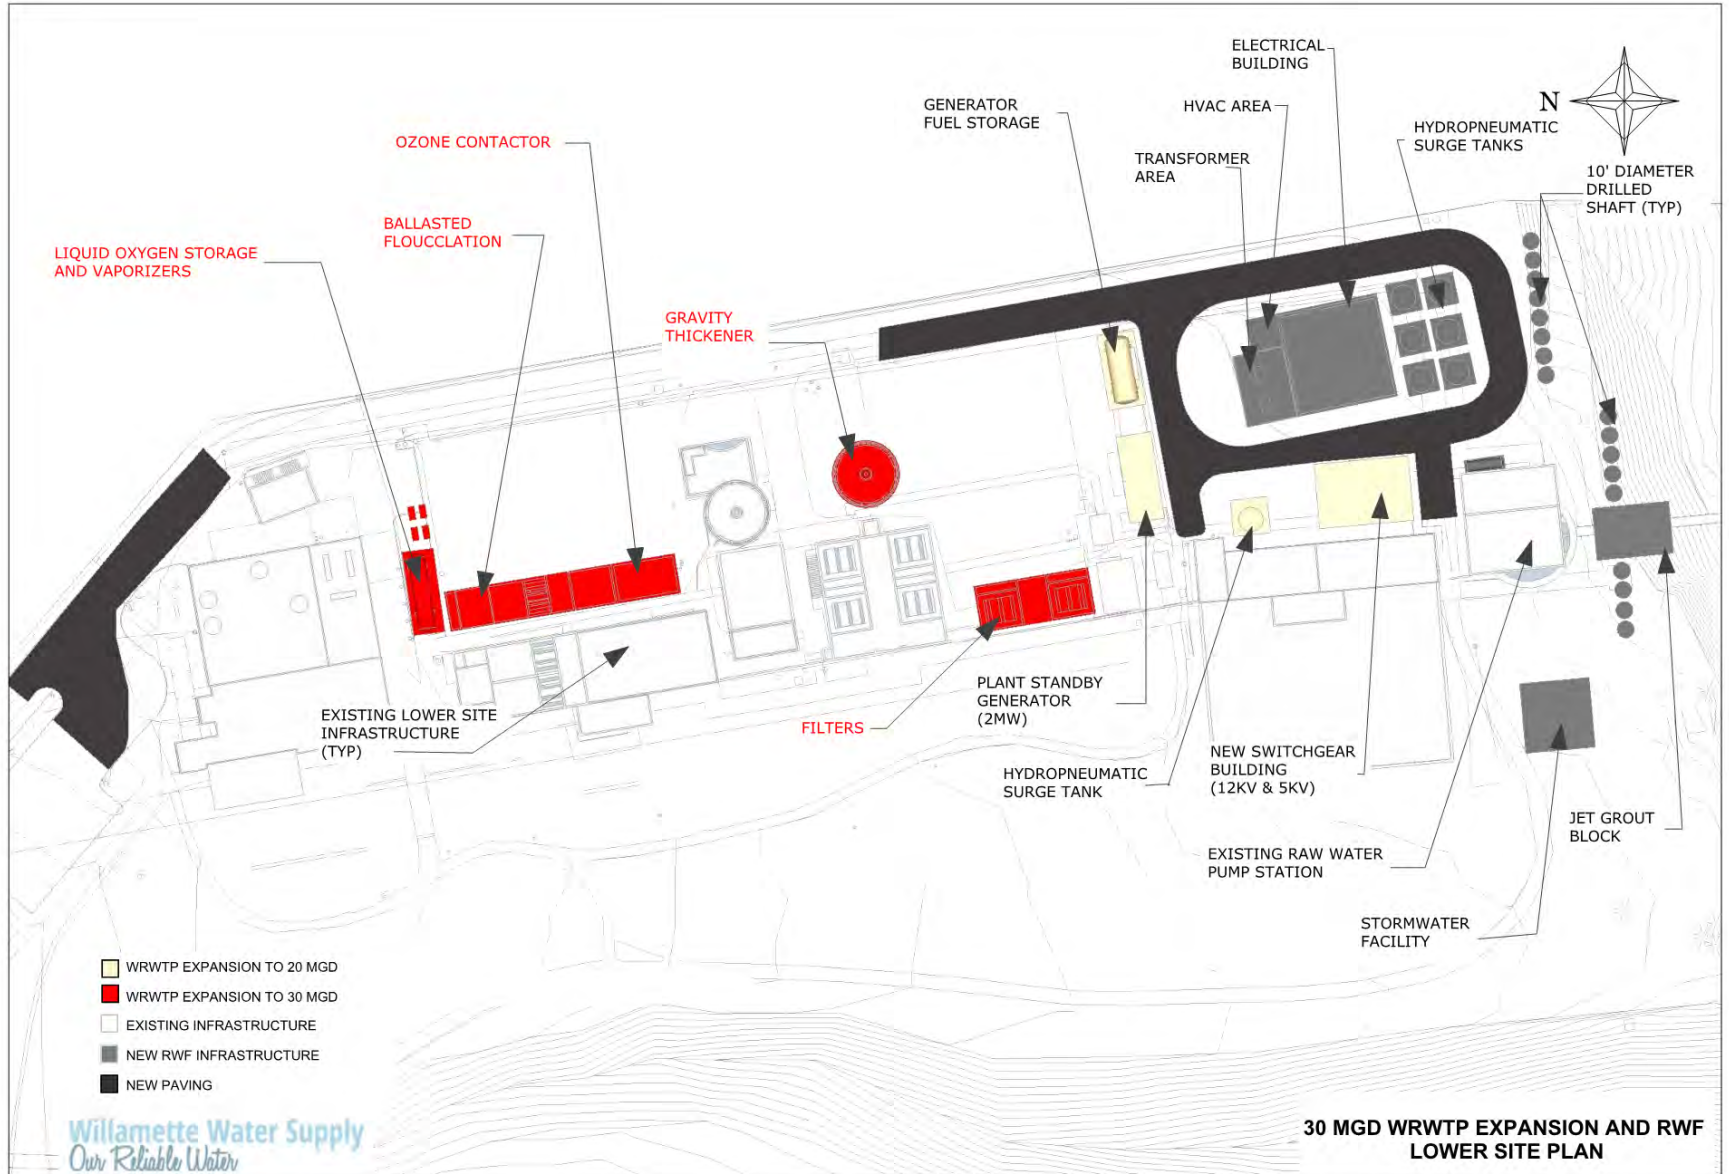 ELECTRICAL
BUILDING
GENERATOR
FUEL STORAGE
HVAC AREA
N
HYDROPNEUMATIC
SURGE TANKS
OZONE CONTACTOR
TRANSFORMER
AREA
10' DIAMETER
DRILLED
SHAFT (TYP)
BALLASTED
FLOUCCLATION
LIQUID OXYGEN STORAGE
AND VAPORIZERS
GRAVITY
THICKENER
EXISTING LOWER SITE
INFRASTRUCTURE
(TYP)
FILTERS
PLANT STANDBY
GENERATOR
(2MW)
HYDROPNEUMATIC
SURGE TANK
NEW SWITCHGEAR
BUILDING
(12KV & 5KV)
JET GROUT
BLOCK
EXISTING RAW WATER
PUMP STATION
STORMWATER
FACILITY
WRWTP EXPANSION TO 20 MGD
WRWTP EXPANSION TO 30 MGD
EXISTING INFRASTRUCTURE
NEW RWF INFRASTRUCTURE
NEW PAVING
Willamette Water Supply
Our Reliable Water
30 MGD WRWTP EXPANSION AND RWF
LOWER SITE PLAN